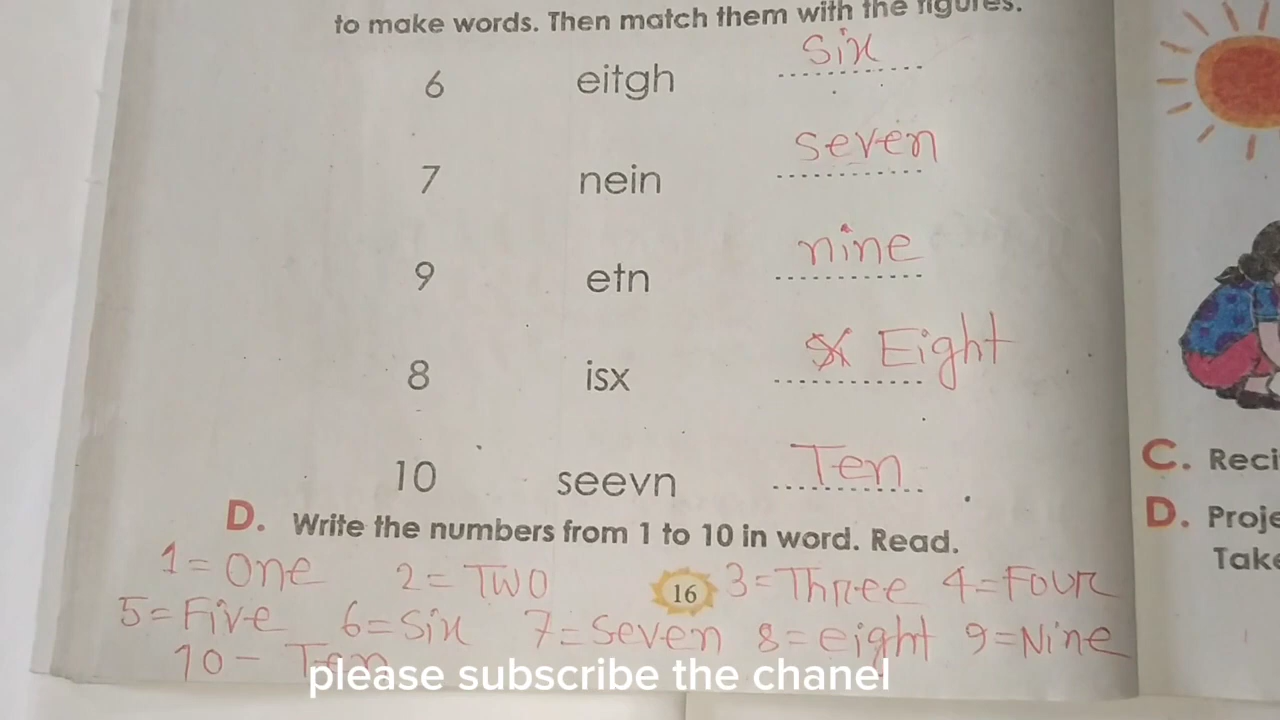 to make words. Then match them with the figures.
6 eitgh six
7 nein seven
9 etn nine
8 isx Eight
10 seevn Ten
D. Write the numbers from 1 to 10 in word. Read.
1 = One 2 = Two 16 3 = Three 4 = Four
5 = Five 6 = Six 7 = Seven 8 = eight 9 = Nine
10 - Ten
please subscribe the chanel
C. Reci
D. Proje
Take